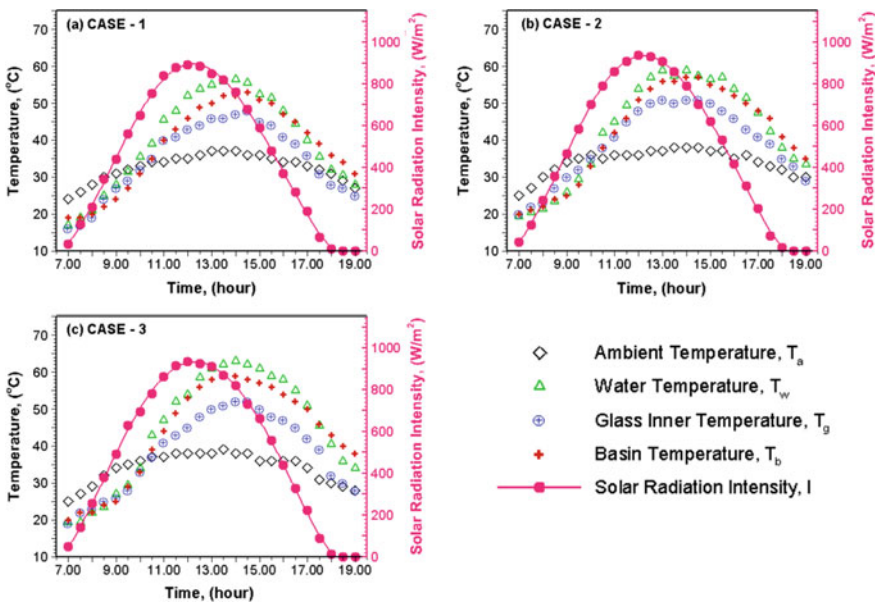 (a) CASE - 1
Temperature, (°C)
70
60
50
40
30
20
10
7.00 9.00 11.00 13.00 15.00 17.00 19.00
Time, (hour)
1000
800
600
400
200
0
Solar Radiation Intensity, (W/m²)
(b) CASE - 2
Temperature, (°C)
70
60
50
40
30
20
10
7.00 9.00 11.00 13.00 15.00 17.00 19.00
Time, (hour)
1000
800
600
400
200
0
Solar Radiation Intensity, (W/m²)
(c) CASE - 3
Temperature, (°C)
70
60
50
40
30
20
10
7.00 9.00 11.00 13.00 15.00 17.00 19.00
Time, (hour)
1000
800
600
400
200
0
Solar Radiation Intensity, (W/m²)
Ambient Temperature, Ta
Water Temperature, Tw
Glass Inner Temperature, Tg
Basin Temperature, Tb
Solar Radiation Intensity, I